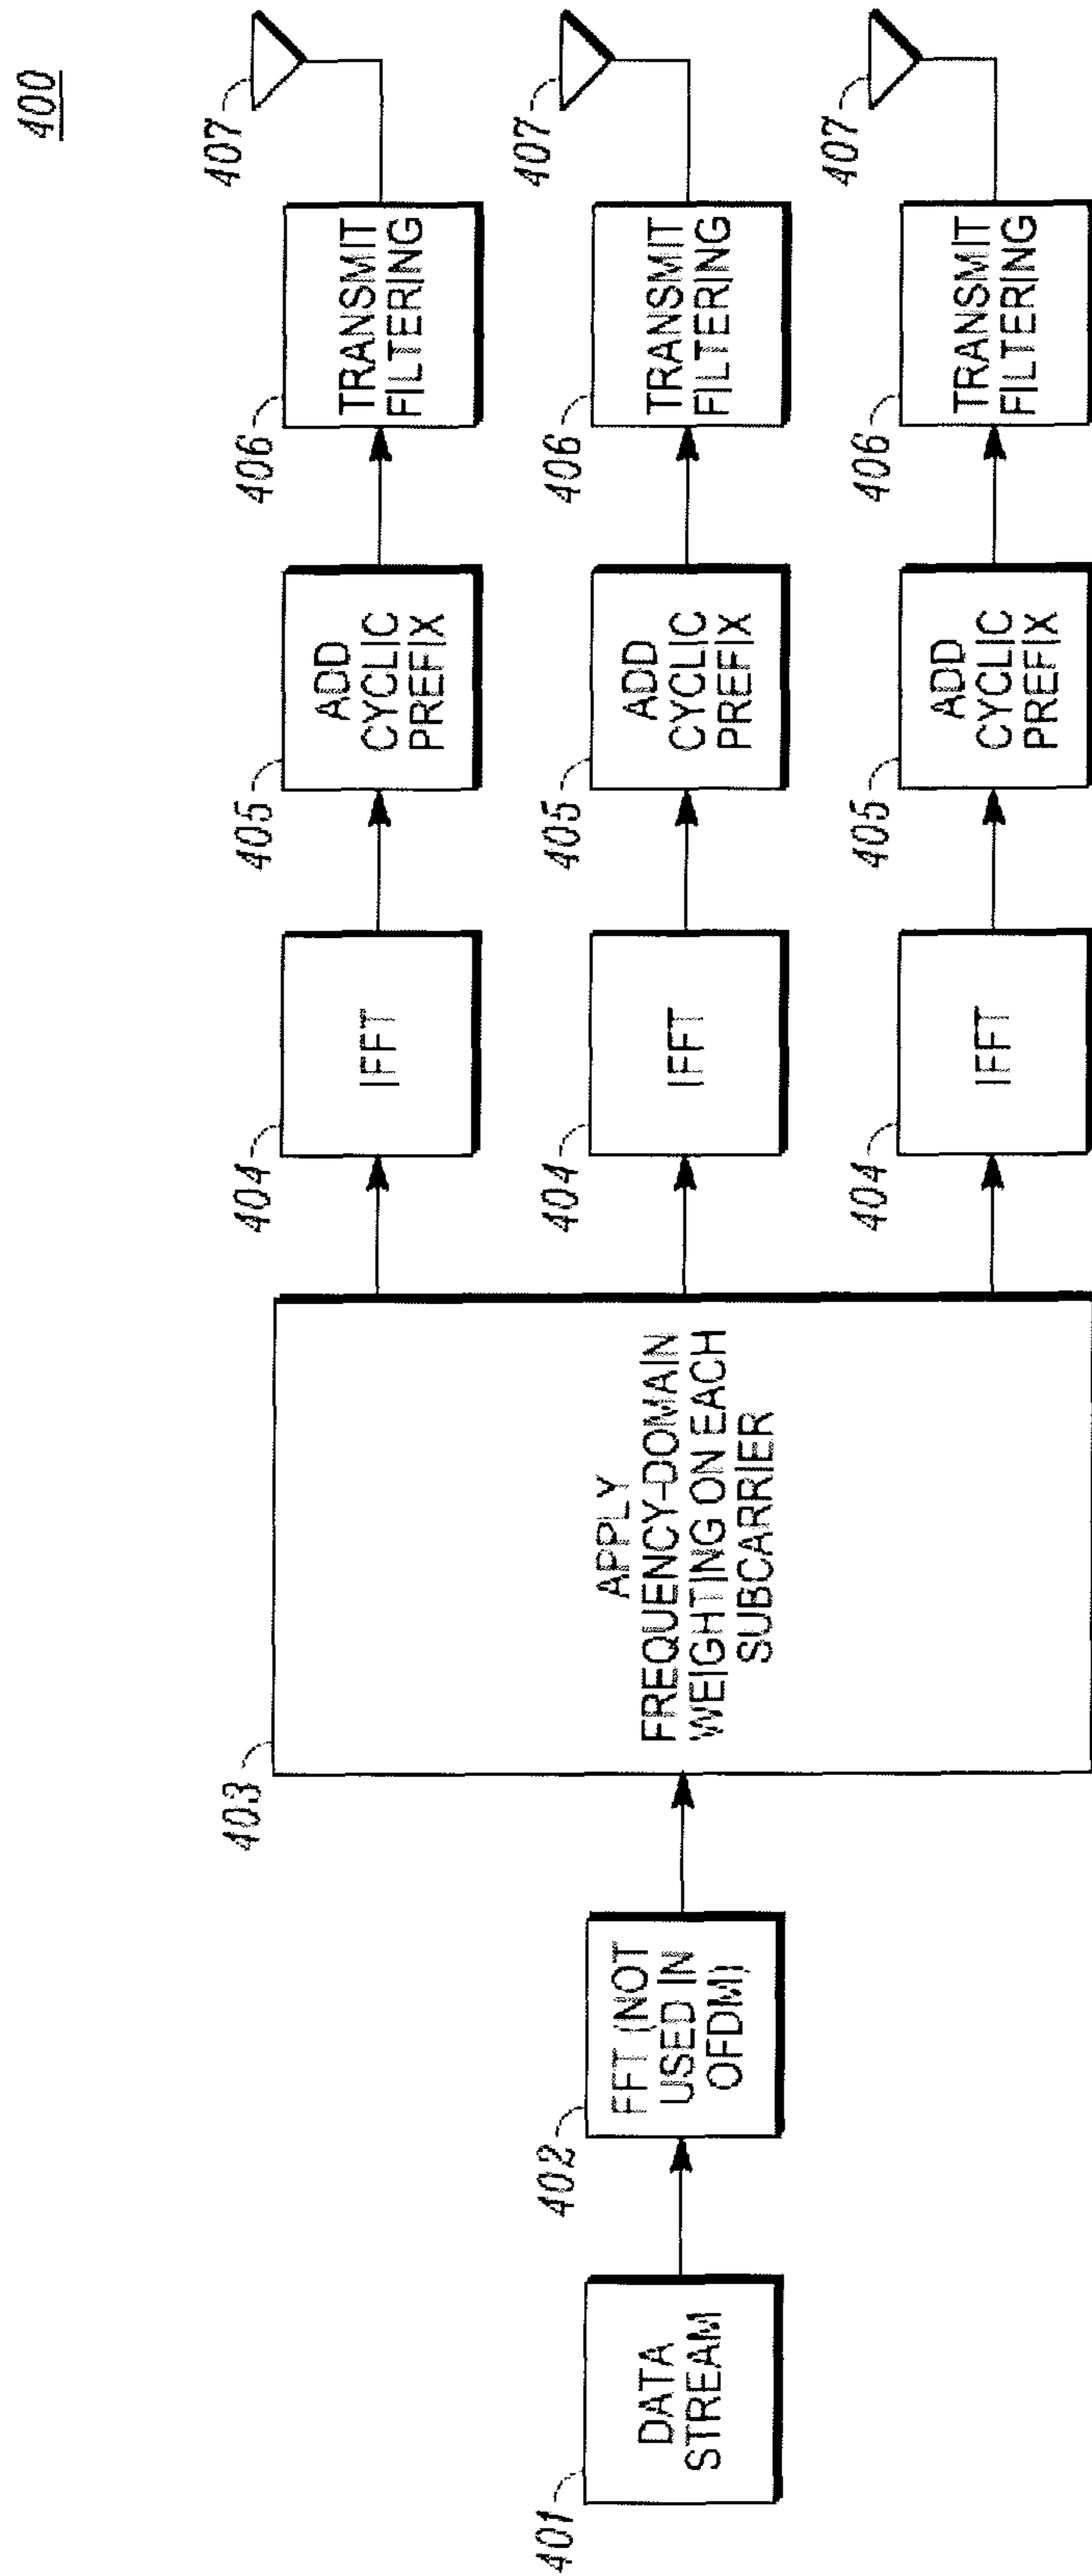 400
401
DATA
STREAM
402
FFT (NOT
USED IN
OFDM)
403
APPLY
FREQUENCY-DOMAIN
WEIGHTING ON EACH
SUBCARRIER
404
IFFT
405
ADD
CYCLIC
PREFIX
406
TRANSMIT
FILTERING
407
404
IFFT
405
ADD
CYCLIC
PREFIX
406
TRANSMIT
FILTERING
407
404
IFFT
405
ADD
CYCLIC
PREFIX
406
TRANSMIT
FILTERING
407